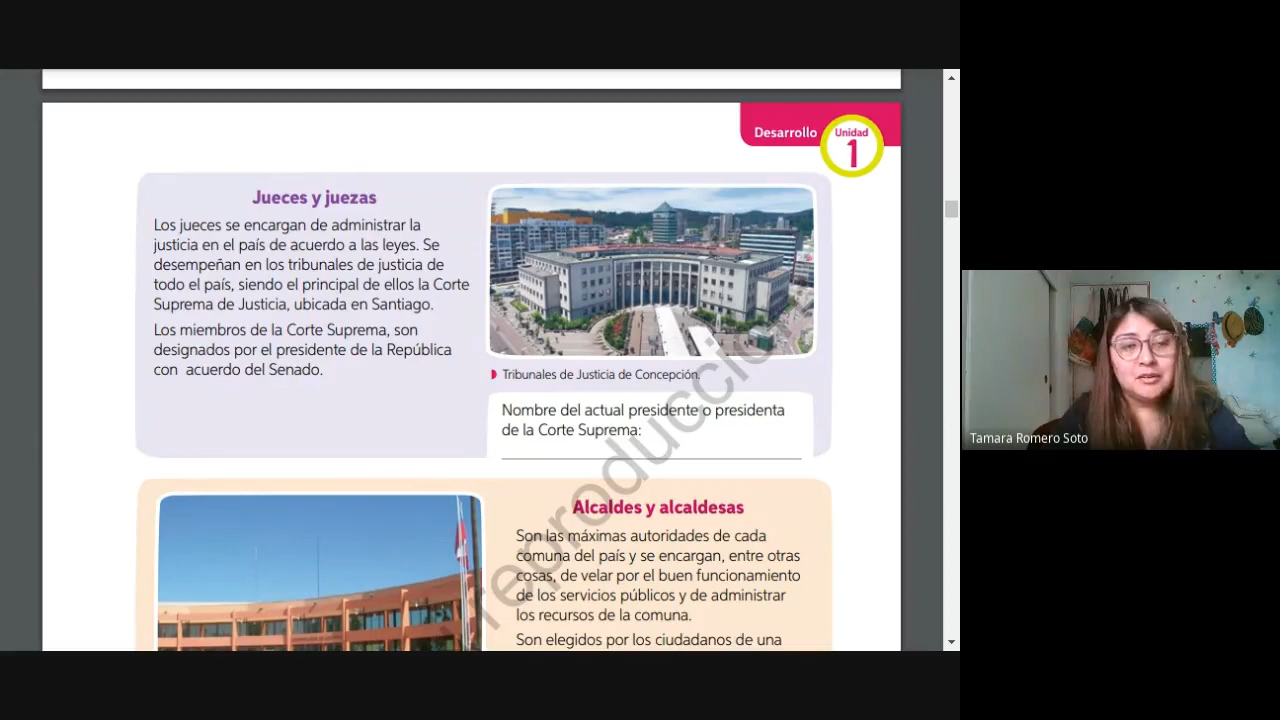 Desarrollo
Unidad
1
Jueces y juezas
Los jueces se encargan de administrar la
justicia en el país de acuerdo a las leyes. Se
desempeñan en los tribunales de justicia de
todo el país, siendo el principal de ellos la Corte
Suprema de Justicia, ubicada en Santiago.
Los miembros de la Corte Suprema, son
designados por el presidente de la República
con acuerdo del Senado.
Tribunales de Justicia de Concepción.
Nombre del actual presidente o presidenta
de la Corte Suprema:
Alcaldes y alcaldesas
Son las máximas autoridades de cada
comuna del país y se encargan, entre otras
cosas, de velar por el buen funcionamiento
de los servicios públicos y de administrar
los recursos de la comuna.
Son elegidos por los ciudadanos de una
reproducción
Tamara Romero Soto